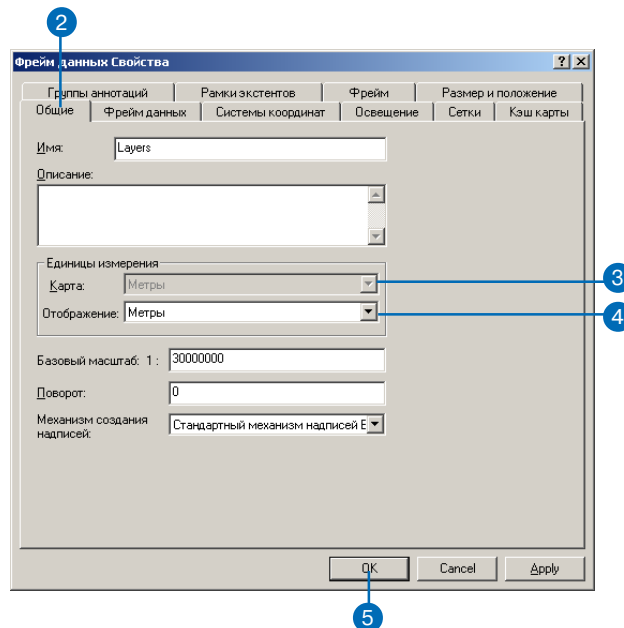 2
Фрейм данных Свойства
Группы аннотаций
Рамки экстентов
Фрейм
Размер и положение
Общие
Фрейм данных
Системы координат
Освещение
Сетки
Кэш карты
Имя:
Layers
Описание:
Единицы измерения
Карта:
Метры
3
Отображение:
Метры
4
Базовый масштаб: 1 :
30000000
Поворот:
0
Механизм создания
надписей:
Стандартный механизм надписей E
OK
Cancel
Apply
5